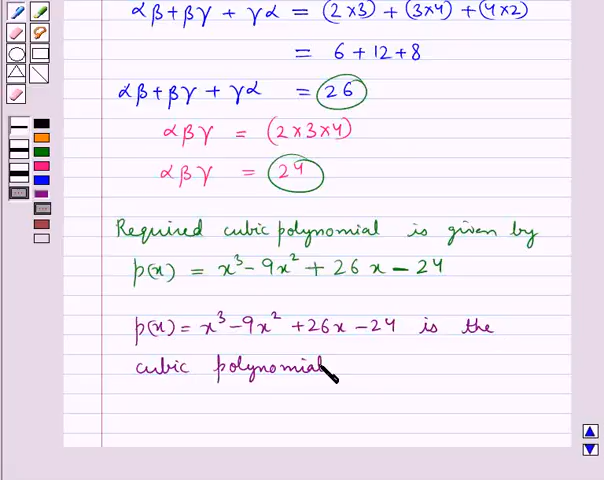 αβ+βγ + γα = (2×3) + (3×4) + (4×2)
= 6 + 12 + 8
αβ+βγ + γα = 26
αβγ = (2×3×4)
αβγ = 24
Required cubic polynomial is given by
p(x) = x³ - 9x² + 26x - 24
p(x) = x³ - 9x² + 26x - 24 is the
cubic polynomial